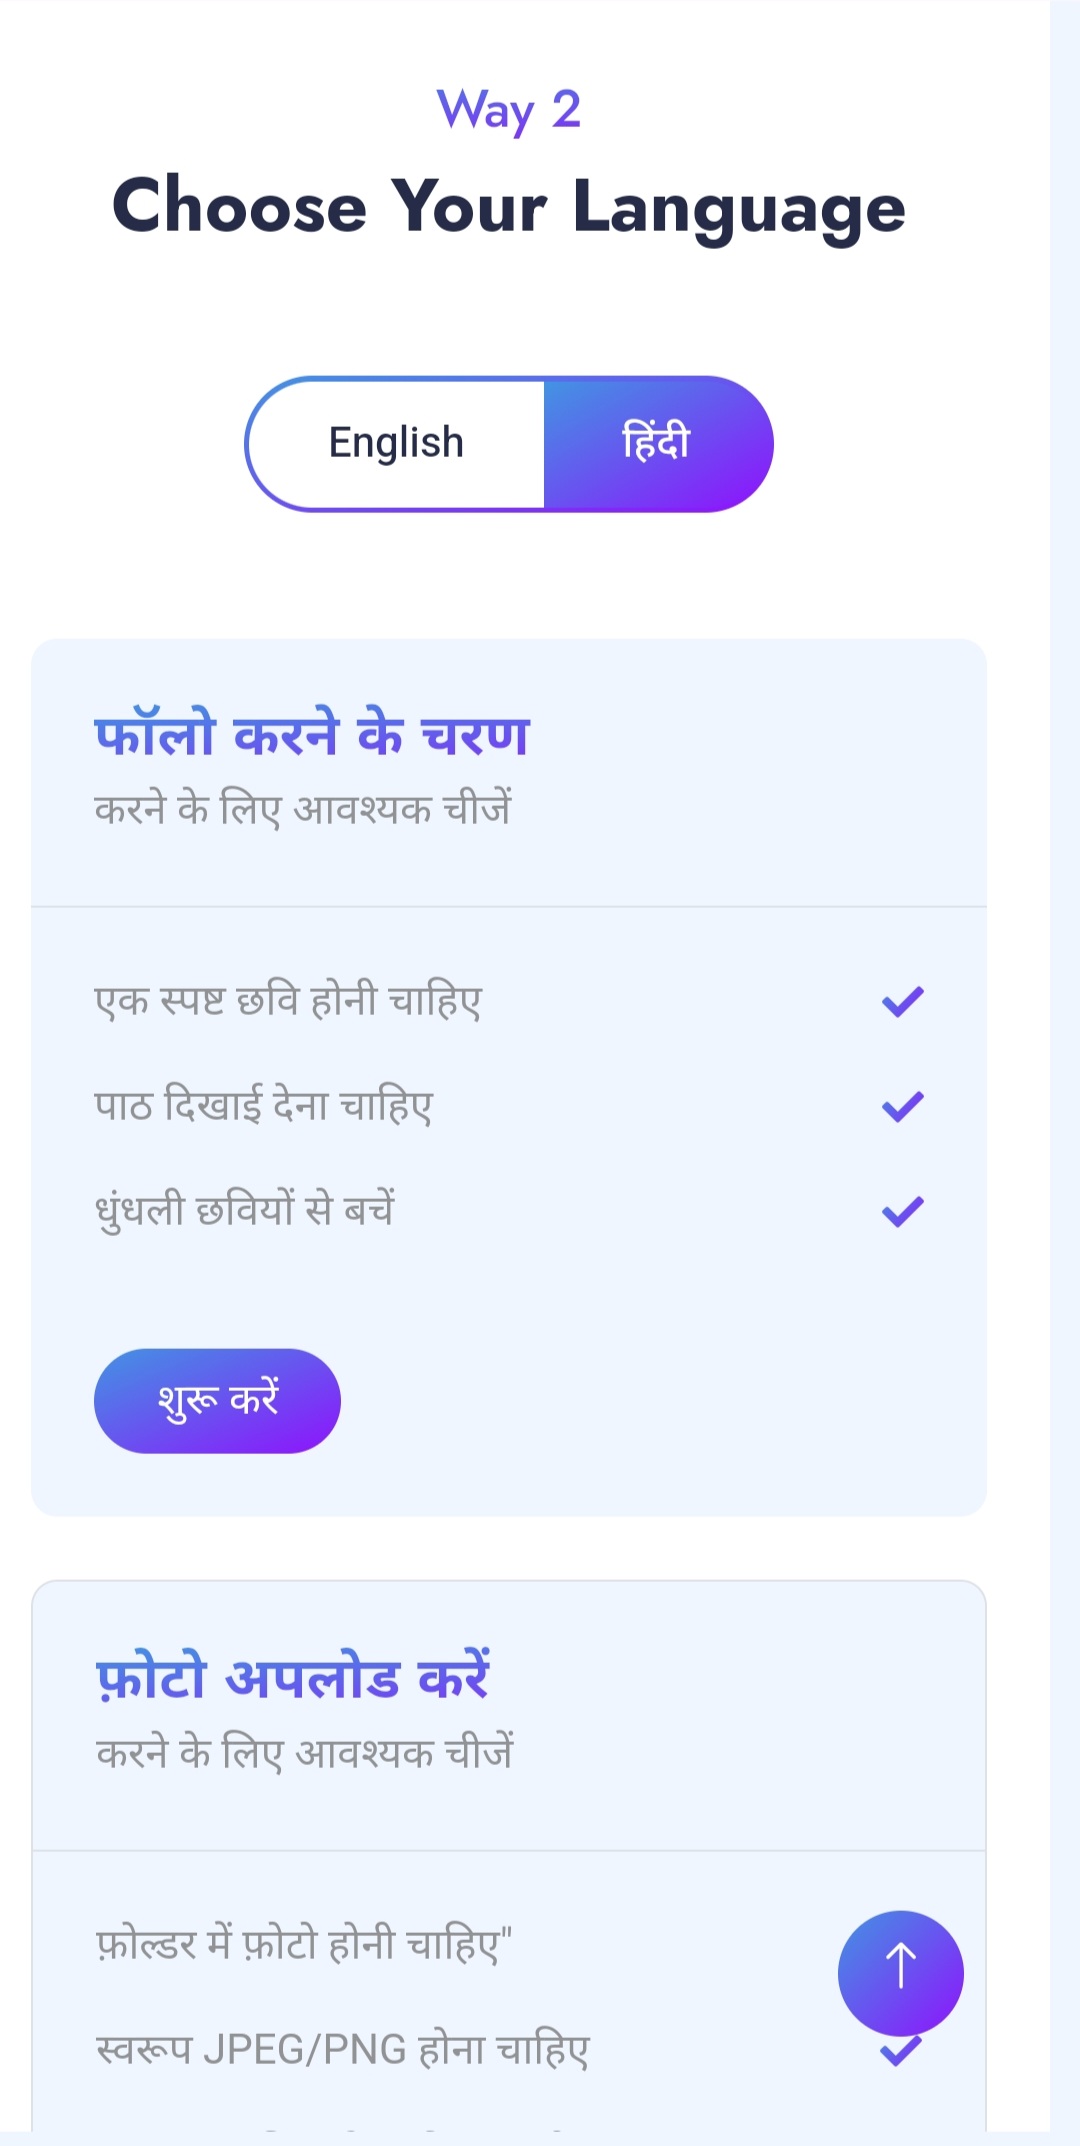 Way 2
Choose Your Language
English
हिंदी
फॉलो करने के चरण
करने के लिए आवश्यक चीजें
एक स्पष्ट छवि होनी चाहिए
पाठ दिखाई देना चाहिए
धुंधली छवियों से बचें
शुरू करें
फ़ोटो अपलोड करें
करने के लिए आवश्यक चीजें
फ़ोल्डर में फ़ोटो होनी चाहिए"
स्वरूप JPEG/PNG होना चाहिए